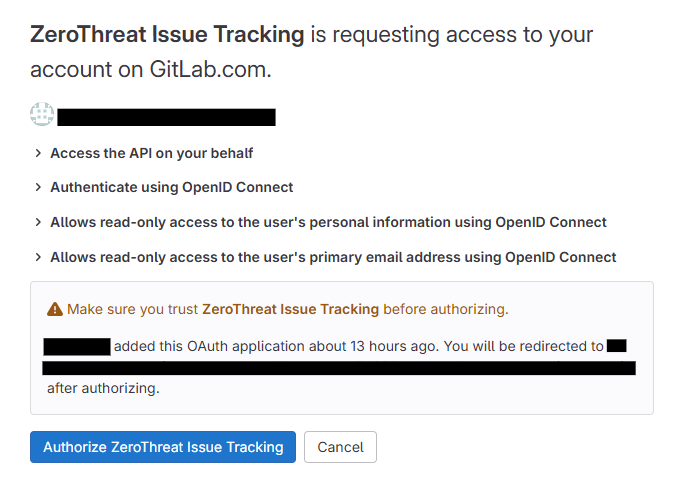 ZeroThreat Issue Tracking is requesting access to your
account on GitLab.com.
Access the API on your behalf
Authenticate using OpenID Connect
Allows read-only access to the user's personal information using OpenID Connect
Allows read-only access to the user's primary email address using OpenID Connect
Make sure you trust ZeroThreat Issue Tracking before authorizing.
added this OAuth application about 13 hours ago. You will be redirected to
after authorizing.
Authorize ZeroThreat Issue Tracking
Cancel